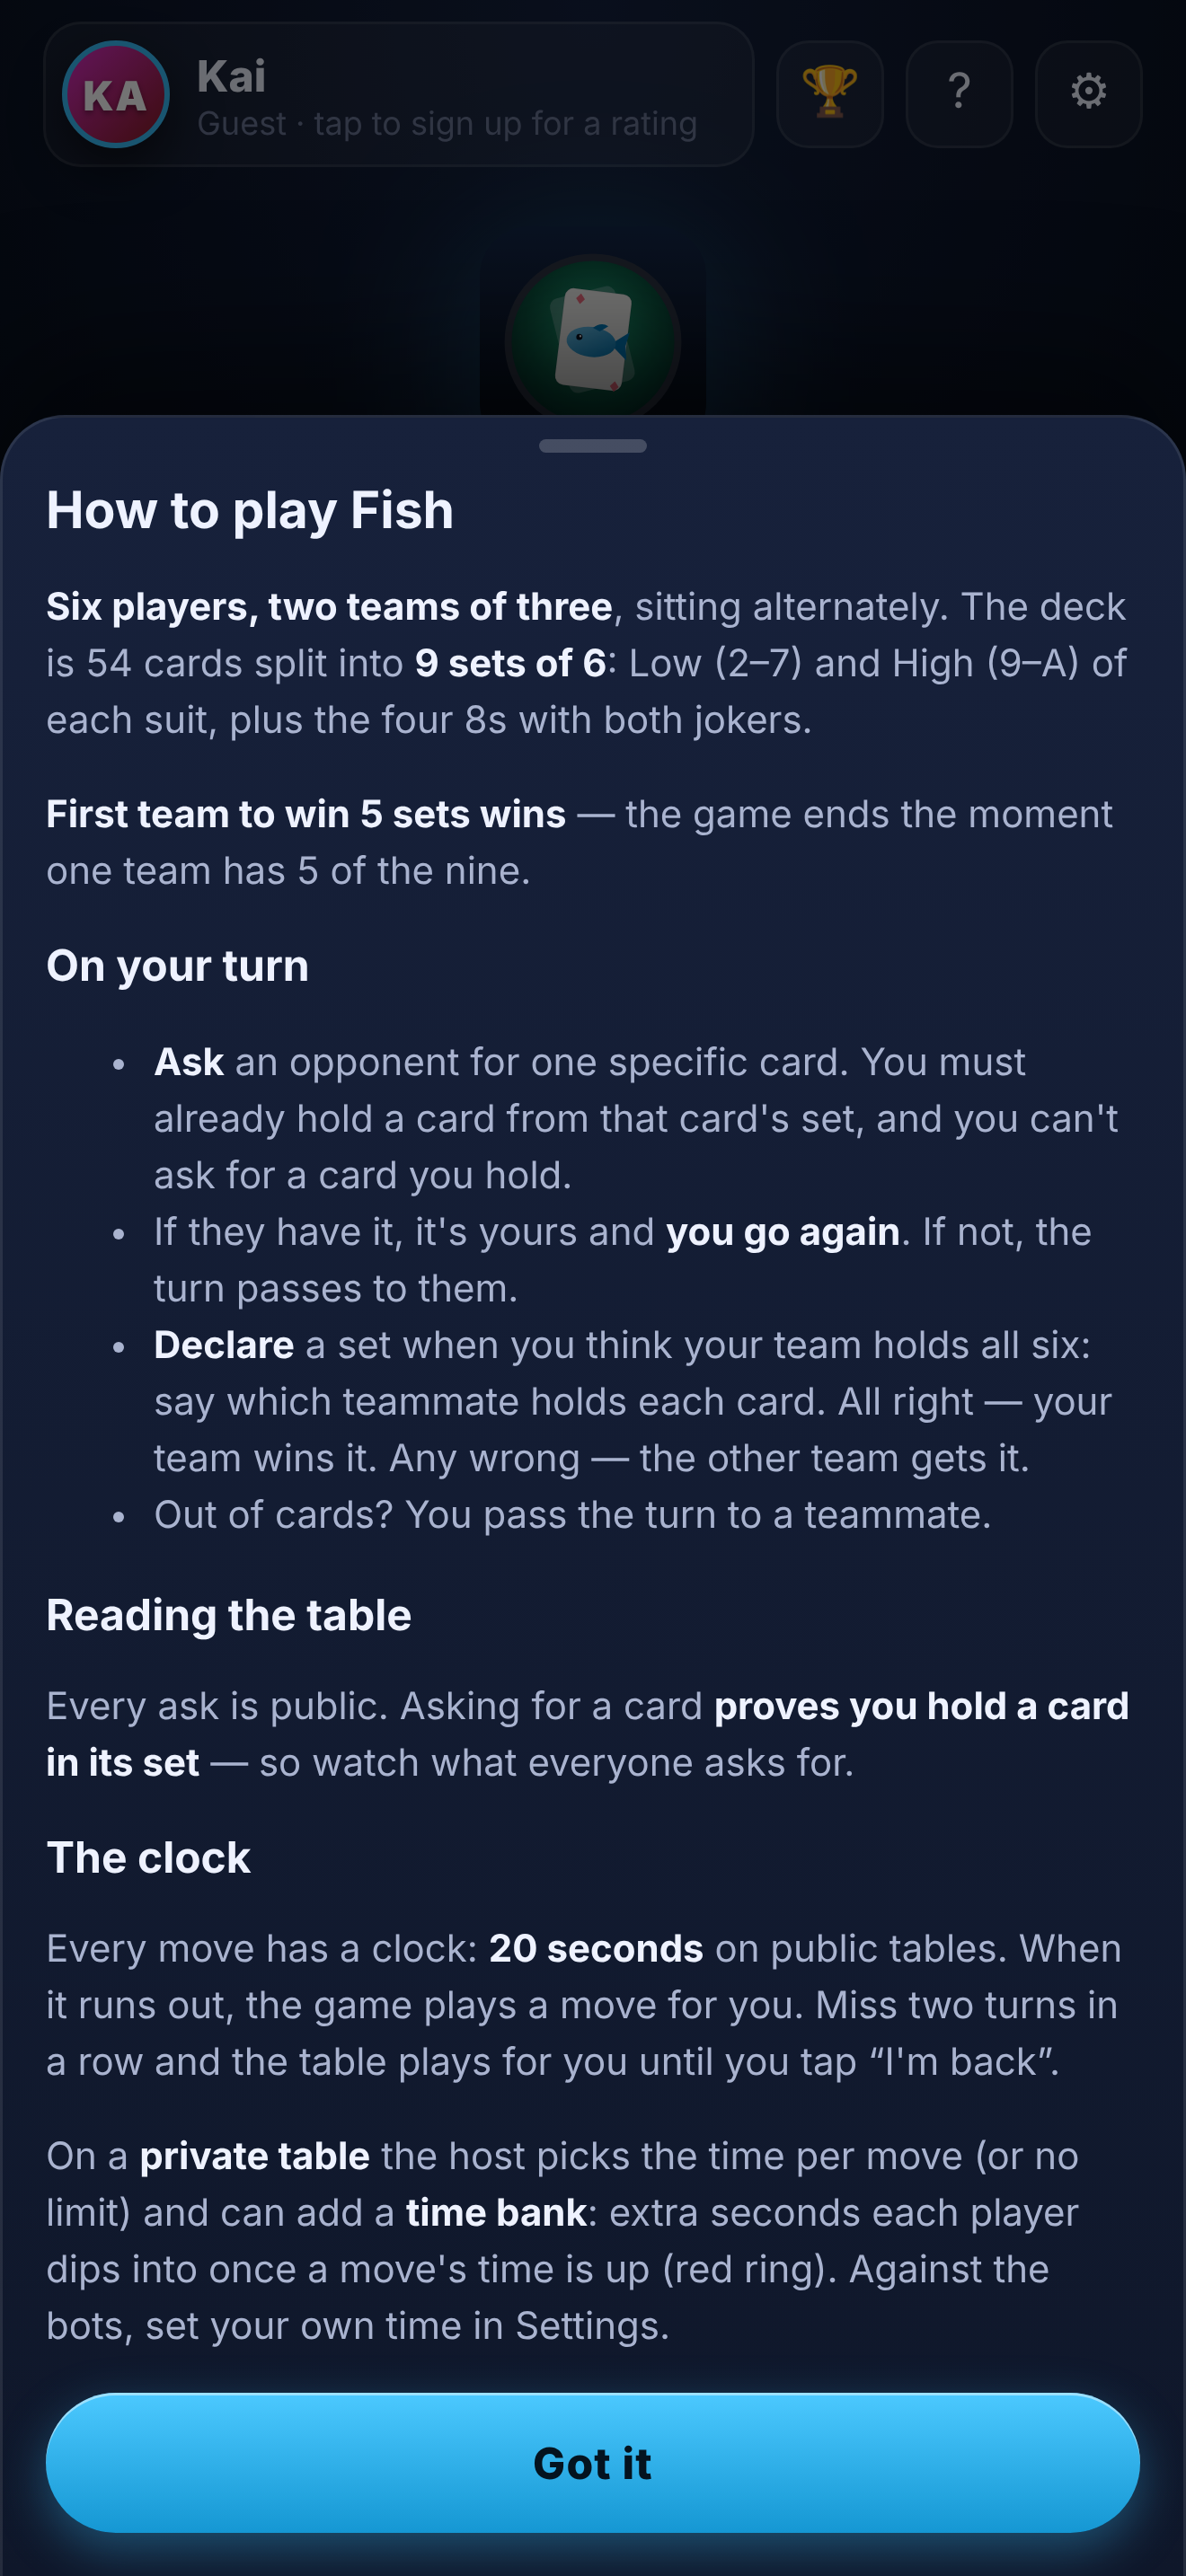 KA
Kai
Guest · tap to sign up for a rating
?
How to play Fish
Six players, two teams of three, sitting alternately. The deck
is 54 cards split into 9 sets of 6: Low (2–7) and High (9–A) of
each suit, plus the four 8s with both jokers.
First team to win 5 sets wins — the game ends the moment
one team has 5 of the nine.
On your turn
• Ask an opponent for one specific card. You must
already hold a card from that card's set, and you can't
ask for a card you hold.
• If they have it, it's yours and you go again. If not, the
turn passes to them.
• Declare a set when you think your team holds all six:
say which teammate holds each card. All right — your
team wins it. Any wrong — the other team gets it.
• Out of cards? You pass the turn to a teammate.
Reading the table
Every ask is public. Asking for a card proves you hold a card
in its set — so watch what everyone asks for.
The clock
Every move has a clock: 20 seconds on public tables. When
it runs out, the game plays a move for you. Miss two turns in
a row and the table plays for you until you tap “I'm back”.
On a private table the host picks the time per move (or no
limit) and can add a time bank: extra seconds each player
dips into once a move's time is up (red ring). Against the
bots, set your own time in Settings.
Got it